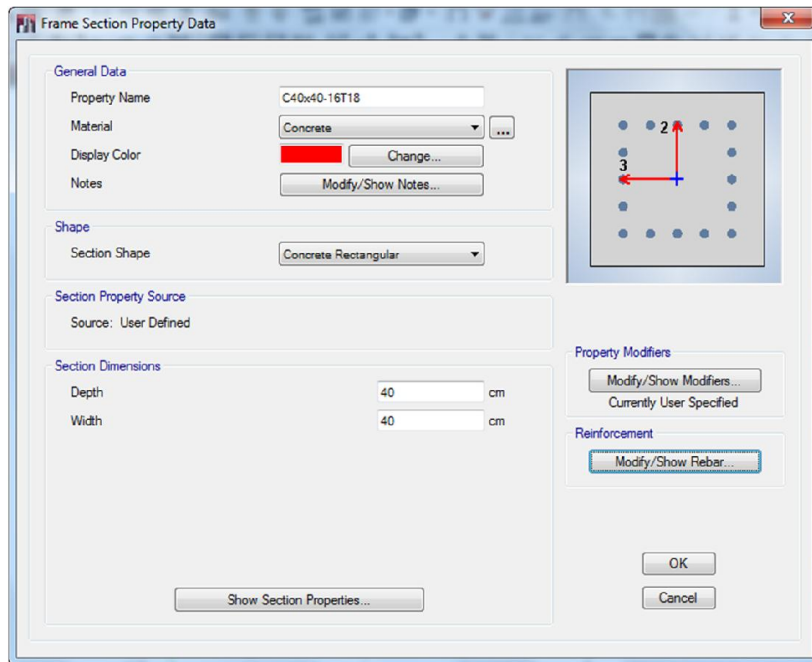 Frame Section Property Data
General Data
Property Name C40x40-16T18
Material Concrete ...
Display Color Change...
Notes Modify/Show Notes...
Shape
Section Shape Concrete Rectangular
Section Property Source
Source: User Defined
Section Dimensions
Depth 40 cm
Width 40 cm
Show Section Properties...
2
3
Property Modifiers
Modify/Show Modifiers...
Currently User Specified
Reinforcement
Modify/Show Rebar...
OK
Cancel